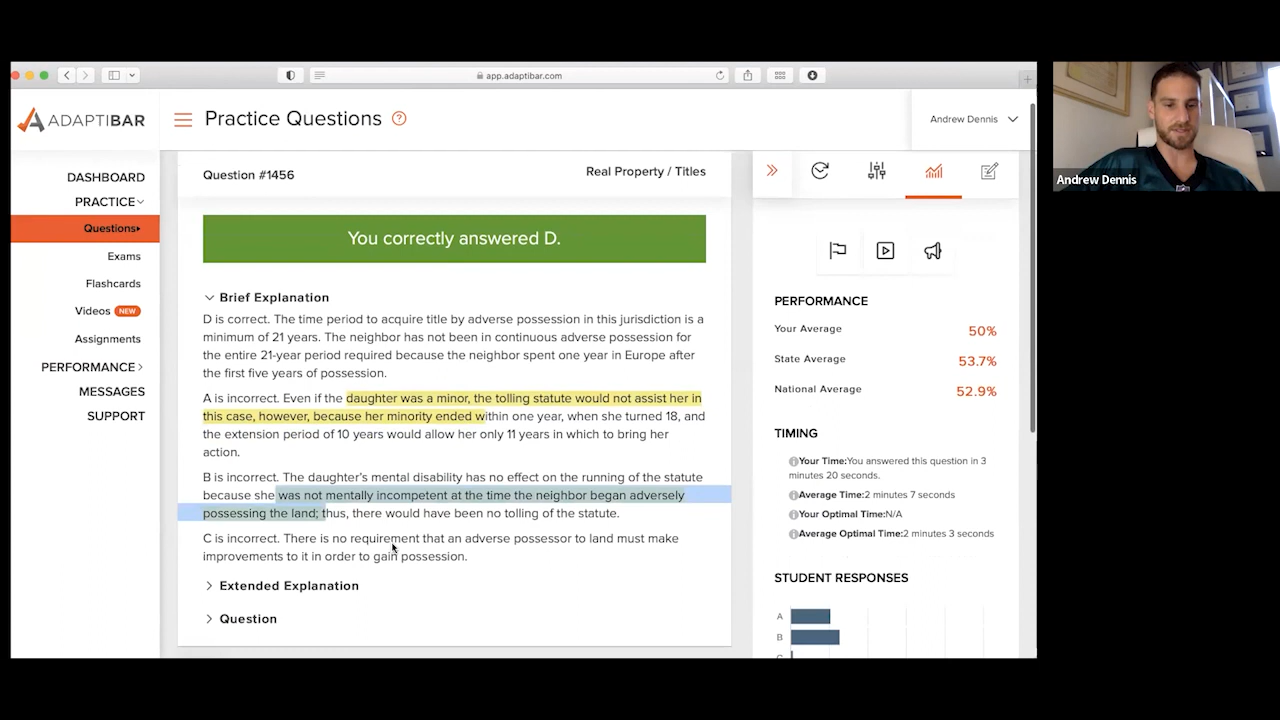 app.adaptibar.com
ADAPTIBAR
Practice Questions ?
Andrew Dennis
DASHBOARD
PRACTICE
Questions
Exams
Flashcards
Videos NEW
Assignments
PERFORMANCE
MESSAGES
SUPPORT
Question #1456
Real Property / Titles
You correctly answered D.
Brief Explanation
D is correct. The time period to acquire title by adverse possession in this jurisdiction is a
minimum of 21 years. The neighbor has not been in continuous adverse possession for
the entire 21-year period required because the neighbor spent one year in Europe after
the first five years of possession.
A is incorrect. Even if the daughter was a minor, the tolling statute would not assist her in
this case, however, because her minority ended within one year, when she turned 18, and
the extension period of 10 years would allow her only 11 years in which to bring her
action.
B is incorrect. The daughter's mental disability has no effect on the running of the statute
because she was not mentally incompetent at the time the neighbor began adversely
possessing the land; thus, there would have been no tolling of the statute.
C is incorrect. There is no requirement that an adverse possessor to land must make
improvements to it in order to gain possession.
Extended Explanation
Question
PERFORMANCE
Your Average 50%
State Average 53.7%
National Average 52.9%
TIMING
Your Time:You answered this question in 3
minutes 20 seconds.
Average Time:2 minutes 7 seconds
Your Optimal Time:N/A
Average Optimal Time:2 minutes 3 seconds
STUDENT RESPONSES
A
B
Andrew Dennis